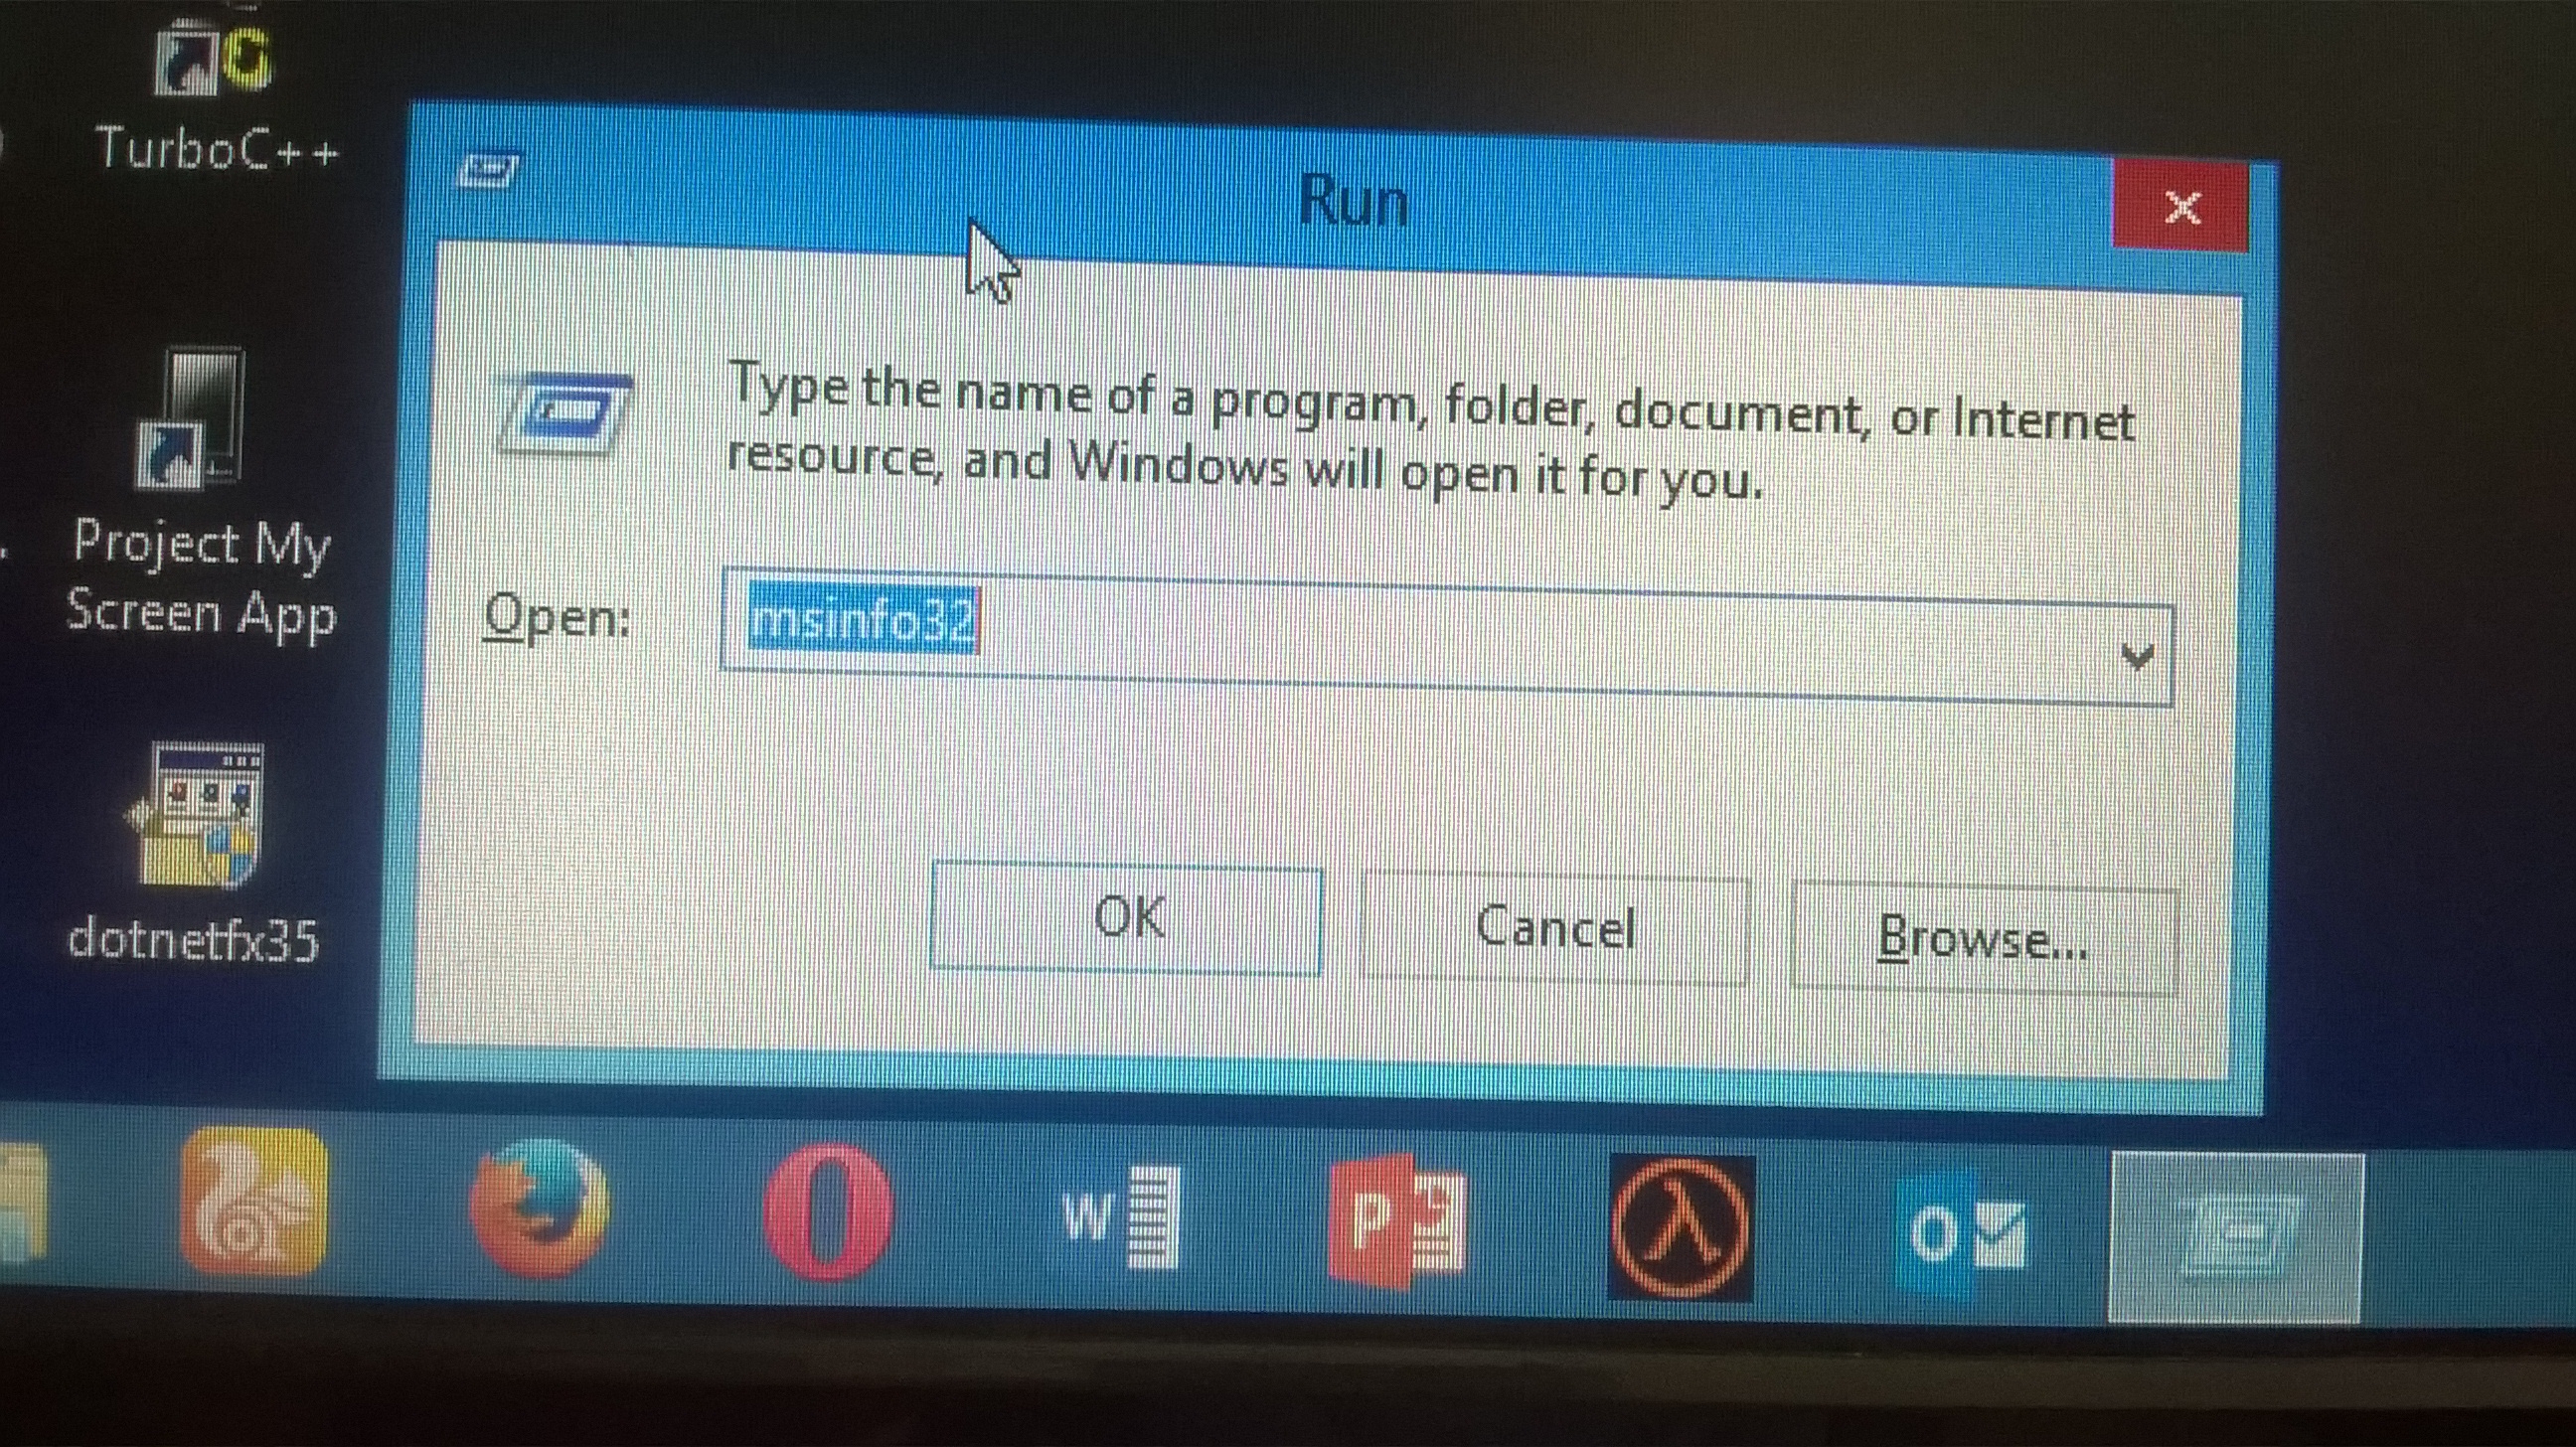 TurboC++
Project My
Screen App
dotnetfx35
Run
Type the name of a program, folder, document, or Internet
resource, and Windows will open it for you.
Open:
msinfo32
OK
Cancel
Browse...
W
P
O